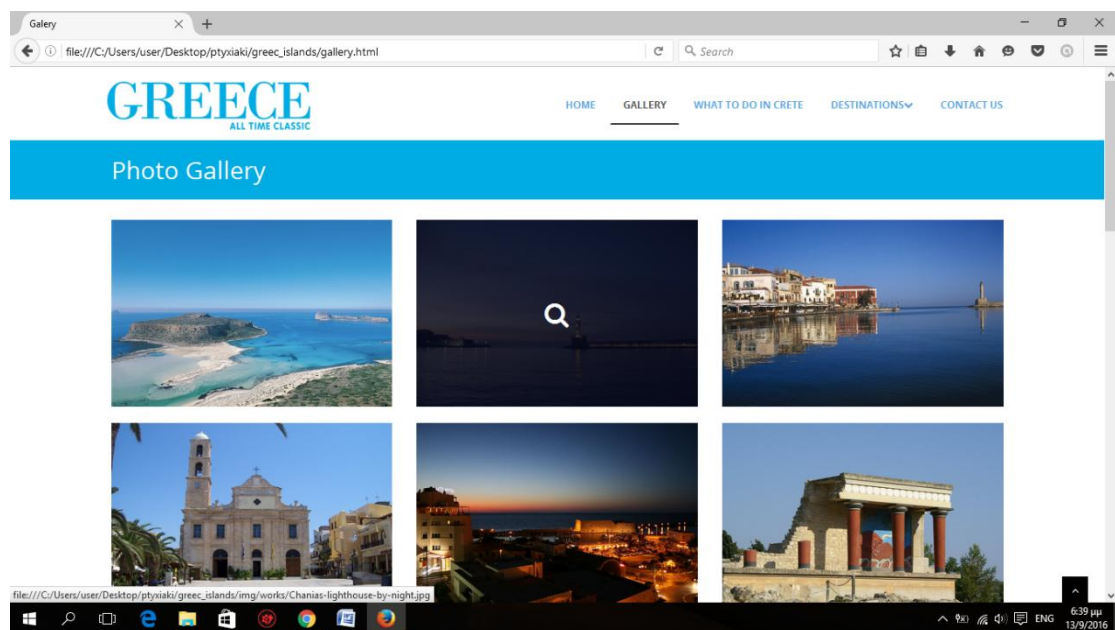 Galery
file:///C:/Users/user/Desktop/ptyxiaki/greec_islands/gallery.html
Search
GREECE
ALL TIME CLASSIC
HOME GALLERY WHAT TO DO IN CRETE DESTINATIONS CONTACT US
Photo Gallery
file:///C:/Users/user/Desktop/ptyxiaki/greec_islands/img/works/Chanias-lighthouse-by-night.jpg
ENG
6:39 μμ
13/9/2016